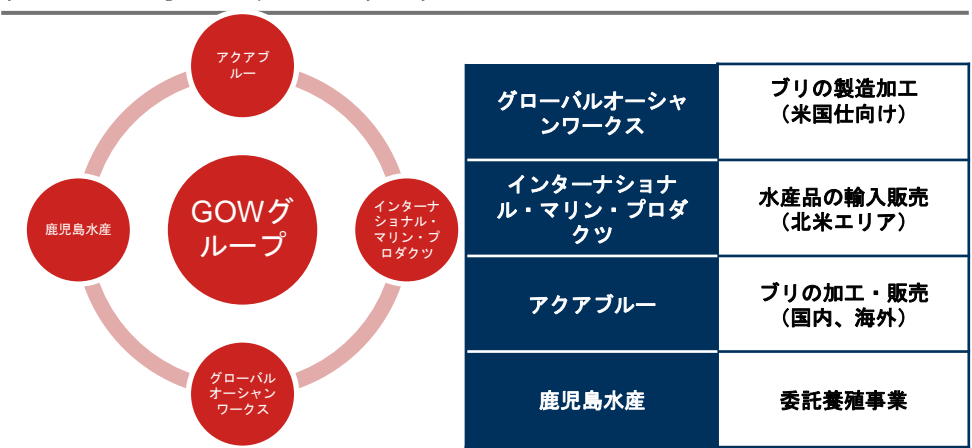 アクアブ
ルー
鹿児島水産
GOWグ
ループ
インターナ
ショナル・
マリン・プ
ロダクツ
グローバル
オーシャン
ワークス
グローバルオーシャ
ンワークス
ブリの製造加工
（米国仕向け）
インターナショナ
ル・マリン・プロダ
クツ
水産品の輸入販売
（北米エリア）
アクアブルー
ブリの加工・販売
（国内、海外）
鹿児島水産
委託養殖事業